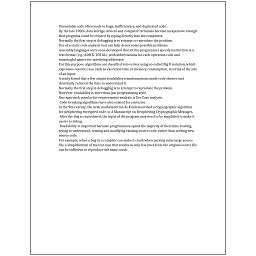 Unreadable code often leads to bugs, inefficiencies, and duplicated code.
By the late 1960s, data storage devices and computer terminals became inexpensive enough
that programs could be created by typing directly into the computers.
Normally the first step in debugging is to attempt to reproduce the problem.
Use of a static code analysis tool can help detect some possible problems.
Assembly languages were soon developed that let the programmer specify instruction in a
text format (e.g., ADD X, TOTAL), with abbreviations for each operation code and
meaningful names for specifying addresses.
For this purpose, algorithms are classified into orders using so-called Big O notation, which
expresses resource use, such as execution time or memory consumption, in terms of the size
of an input.
A study found that a few simple readability transformations made code shorter and
drastically reduced the time to understand it.
Normally the first step in debugging is to attempt to reproduce the problem.
However, readability is more than just programming style.
One approach popular for requirements analysis is Use Case analysis.
Code-breaking algorithms have also existed for centuries.
In the 9th century, the Arab mathematician Al-Kindi described a cryptographic algorithm
for deciphering encrypted code, in A Manuscript on Deciphering Cryptographic Messages.
After the bug is reproduced, the input of the program may need to be simplified to make it
easier to debug.
Readability is important because programmers spend the majority of their time reading,
trying to understand, reusing and modifying existing source code, rather than writing new
source code.
For example, when a bug in a compiler can make it crash when parsing some large source
file, a simplification of the test case that results in only few lines from the original source file
can be sufficient to reproduce the same crash.